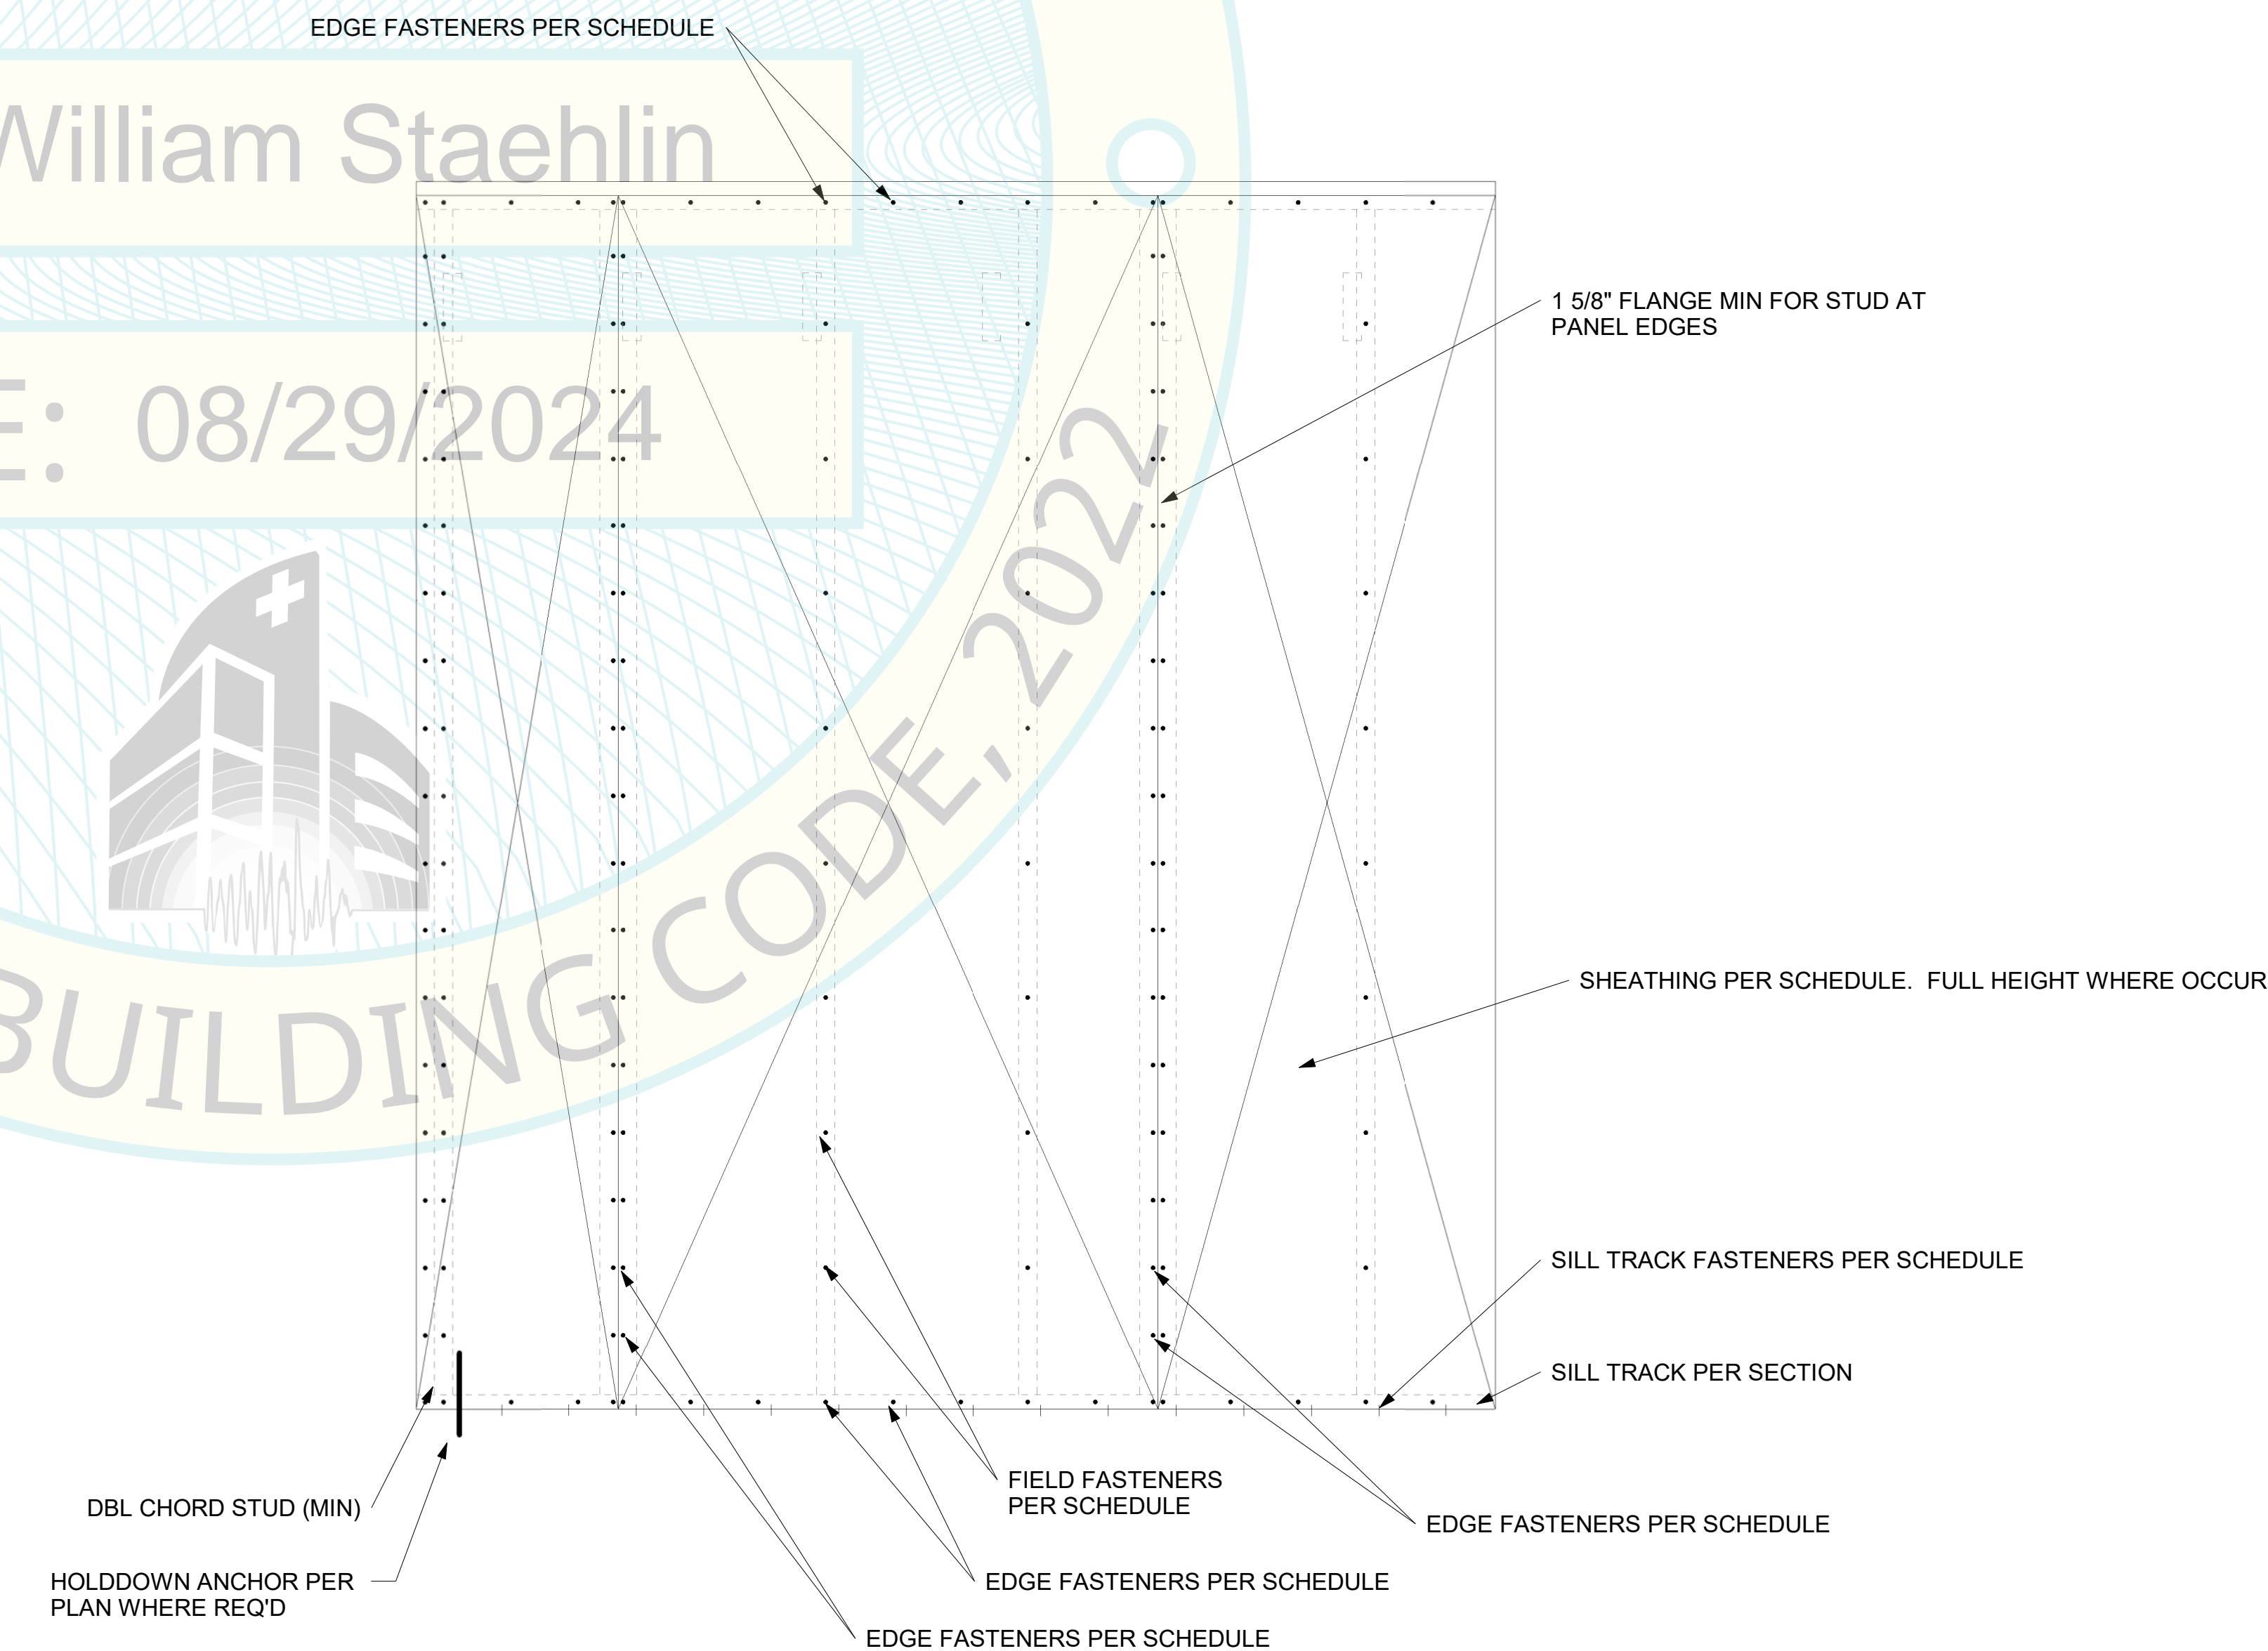 EDGE FASTENERS PER SCHEDULE
William Staehlin
E: 08/29/2024
BUILDING CODE, 2022
1 5/8" FLANGE MIN FOR STUD AT
PANEL EDGES
SHEATHING PER SCHEDULE.  FULL HEIGHT WHERE OCCUR
SILL TRACK FASTENERS PER SCHEDULE
SILL TRACK PER SECTION
FIELD FASTENERS
PER SCHEDULE
DBL CHORD STUD (MIN)
EDGE FASTENERS PER SCHEDULE
HOLDDOWN ANCHOR PER
PLAN WHERE REQ'D
EDGE FASTENERS PER SCHEDULE
EDGE FASTENERS PER SCHEDULE